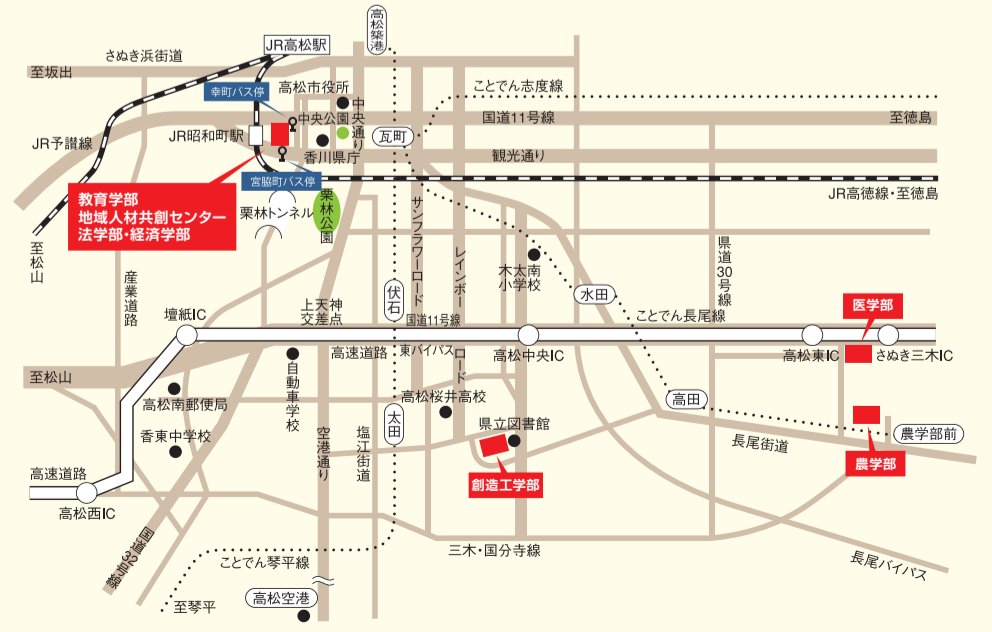 高松築港
JR高松駅
さぬき浜街道
至坂出
幸町バス停
高松市役所
ことでん志度線
中央公園
中央通り
国道11号線
至徳島
瓦町
JR昭和町駅
JR予讃線
香川県庁
観光通り
宮脇町バス停
JR高徳線・至徳島
教育学部
地域人材共創センター
法学部・経済学部
栗林トンネル
栗林公園
サンフラワーロード
レインボーロード
至松山
木太南
小学校
県道30号線
産業道路
伏石
水田
医学部
壇紙IC
上天神
交差点
国道11号線
ことでん長尾線
高速道路
東バイパス
高松中央IC
高松東IC
さぬき三木IC
至松山
自動車学校
高松南郵便局
高松桜井高校
高田
太田
県立図書館
香東中学校
空港通り
塩江街道
長尾街道
農学部前
農学部
高速道路
創造工学部
高松西IC
国道32号線
三木・国分寺線
ことでん琴平線
長尾バイパス
高松空港
至琴平